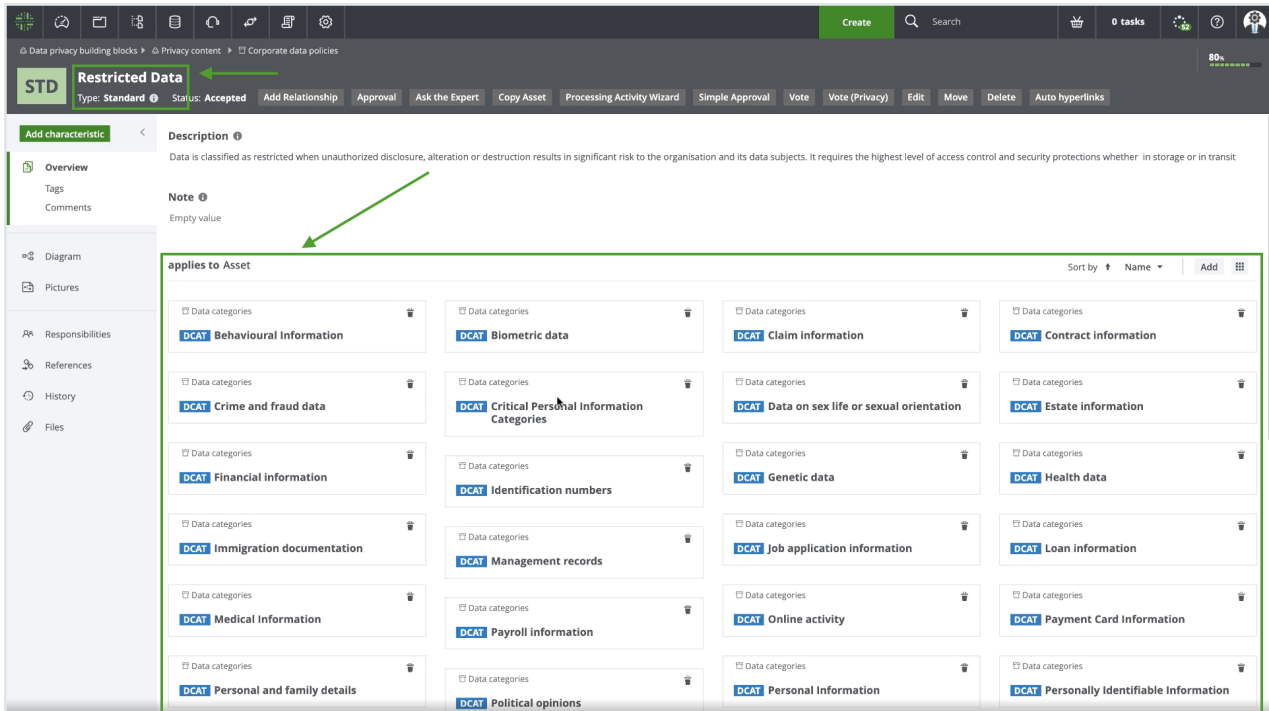 Create
Search
0 tasks
52
Data privacy building blocks
Privacy content
Corporate data policies
80%
STD
Restricted Data
Type: Standard
Status: Accepted
Add Relationship
Approval
Ask the Expert
Copy Asset
Processing Activity Wizard
Simple Approval
Vote
Vote (Privacy)
Edit
Move
Delete
Auto hyperlinks
Add characteristic
Overview
Tags
Comments
Diagram
Pictures
Responsibilities
References
History
Files
Description
Data is classified as restricted when unauthorized disclosure, alteration or destruction results in significant risk to the organisation and its data subjects. It requires the highest level of access control and security protections whether in storage or in transit
Note
Empty value
applies to Asset
Sort by
Name
Add
Data categories
DCAT Behavioural Information
Data categories
DCAT Biometric data
Data categories
DCAT Claim information
Data categories
DCAT Contract information
Data categories
DCAT Crime and fraud data
Data categories
DCAT Critical Personal Information
Categories
Data categories
DCAT Data on sex life or sexual orientation
Data categories
DCAT Estate information
Data categories
DCAT Financial information
Data categories
DCAT Identification numbers
Data categories
DCAT Genetic data
Data categories
DCAT Health data
Data categories
DCAT Immigration documentation
Data categories
DCAT Management records
Data categories
DCAT Job application information
Data categories
DCAT Loan information
Data categories
DCAT Medical Information
Data categories
DCAT Payroll information
Data categories
DCAT Online activity
Data categories
DCAT Payment Card Information
Data categories
DCAT Personal and family details
Data categories
DCAT Political opinions
Data categories
DCAT Personal Information
Data categories
DCAT Personally Identifiable Information